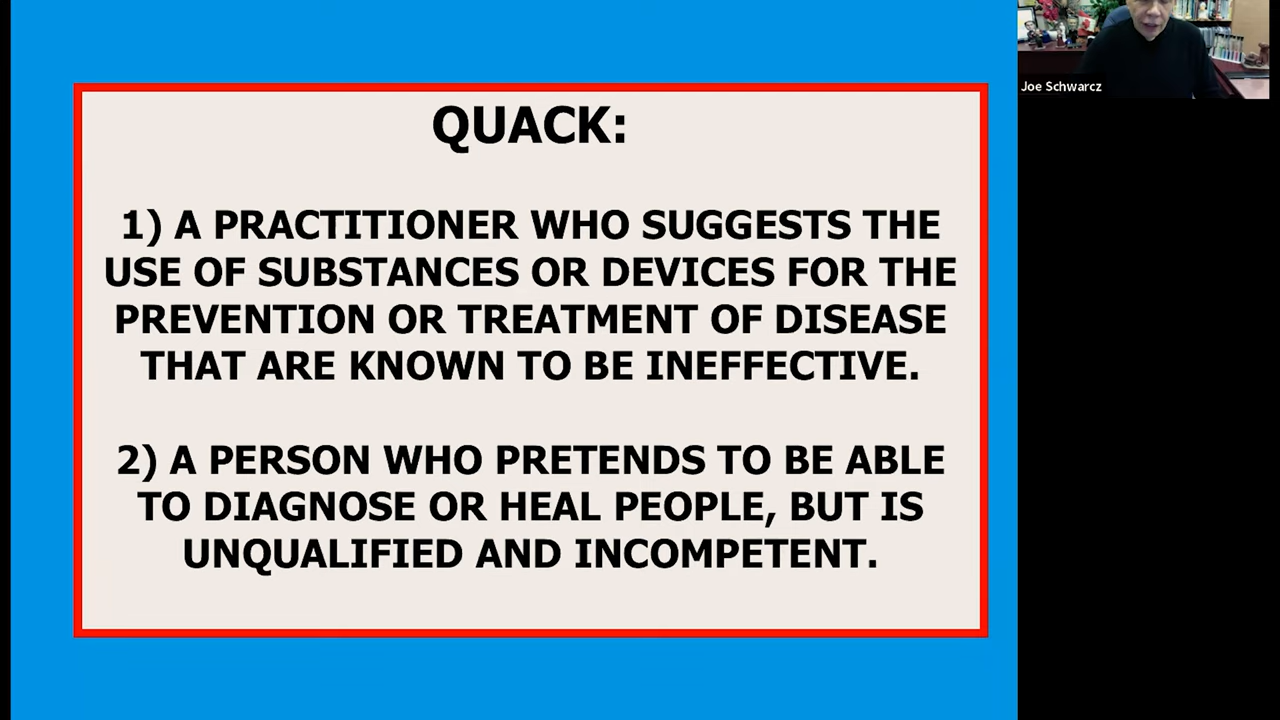 QUACK:
1) A PRACTITIONER WHO SUGGESTS THE
USE OF SUBSTANCES OR DEVICES FOR THE
PREVENTION OR TREATMENT OF DISEASE
THAT ARE KNOWN TO BE INEFFECTIVE.
2) A PERSON WHO PRETENDS TO BE ABLE
TO DIAGNOSE OR HEAL PEOPLE, BUT IS
UNQUALIFIED AND INCOMPETENT.
Joe Schwarcz